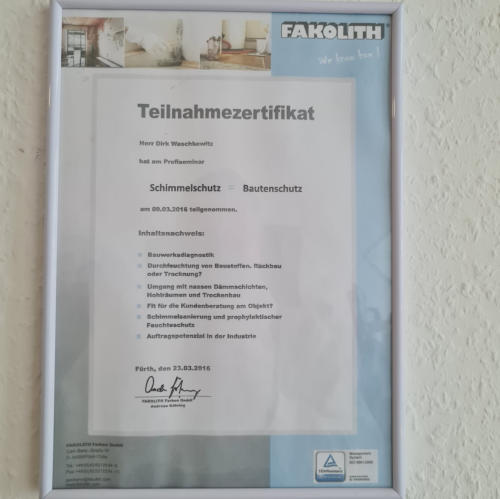 FAKOLITH
We know how!
Teilnahmezertifikat
Herr Dirk Waschkewitz
hat am Profiseminar
Schimmelschutz = Bautenschutz
am 09.03.2016 teilgenommen.
Inhaltsnachweis:
Bauwerksdiagnostik
Durchfeuchtung von Baustoffen. Rückbau
oder Trocknung?
Umgang mit nassen Dämmschichten,
Hohlräumen und Trockenbau
Fit für die Kundenberatung am Objekt?
Schimmelsanierung und prophylaktischer
Feuchteschutz
Auftragspotenzial in der Industrie
Fürth, den 23.03.2016
FAKOLITH Farben GmbH
Andreas
FAKOLITH Farben GmbH
Management
System